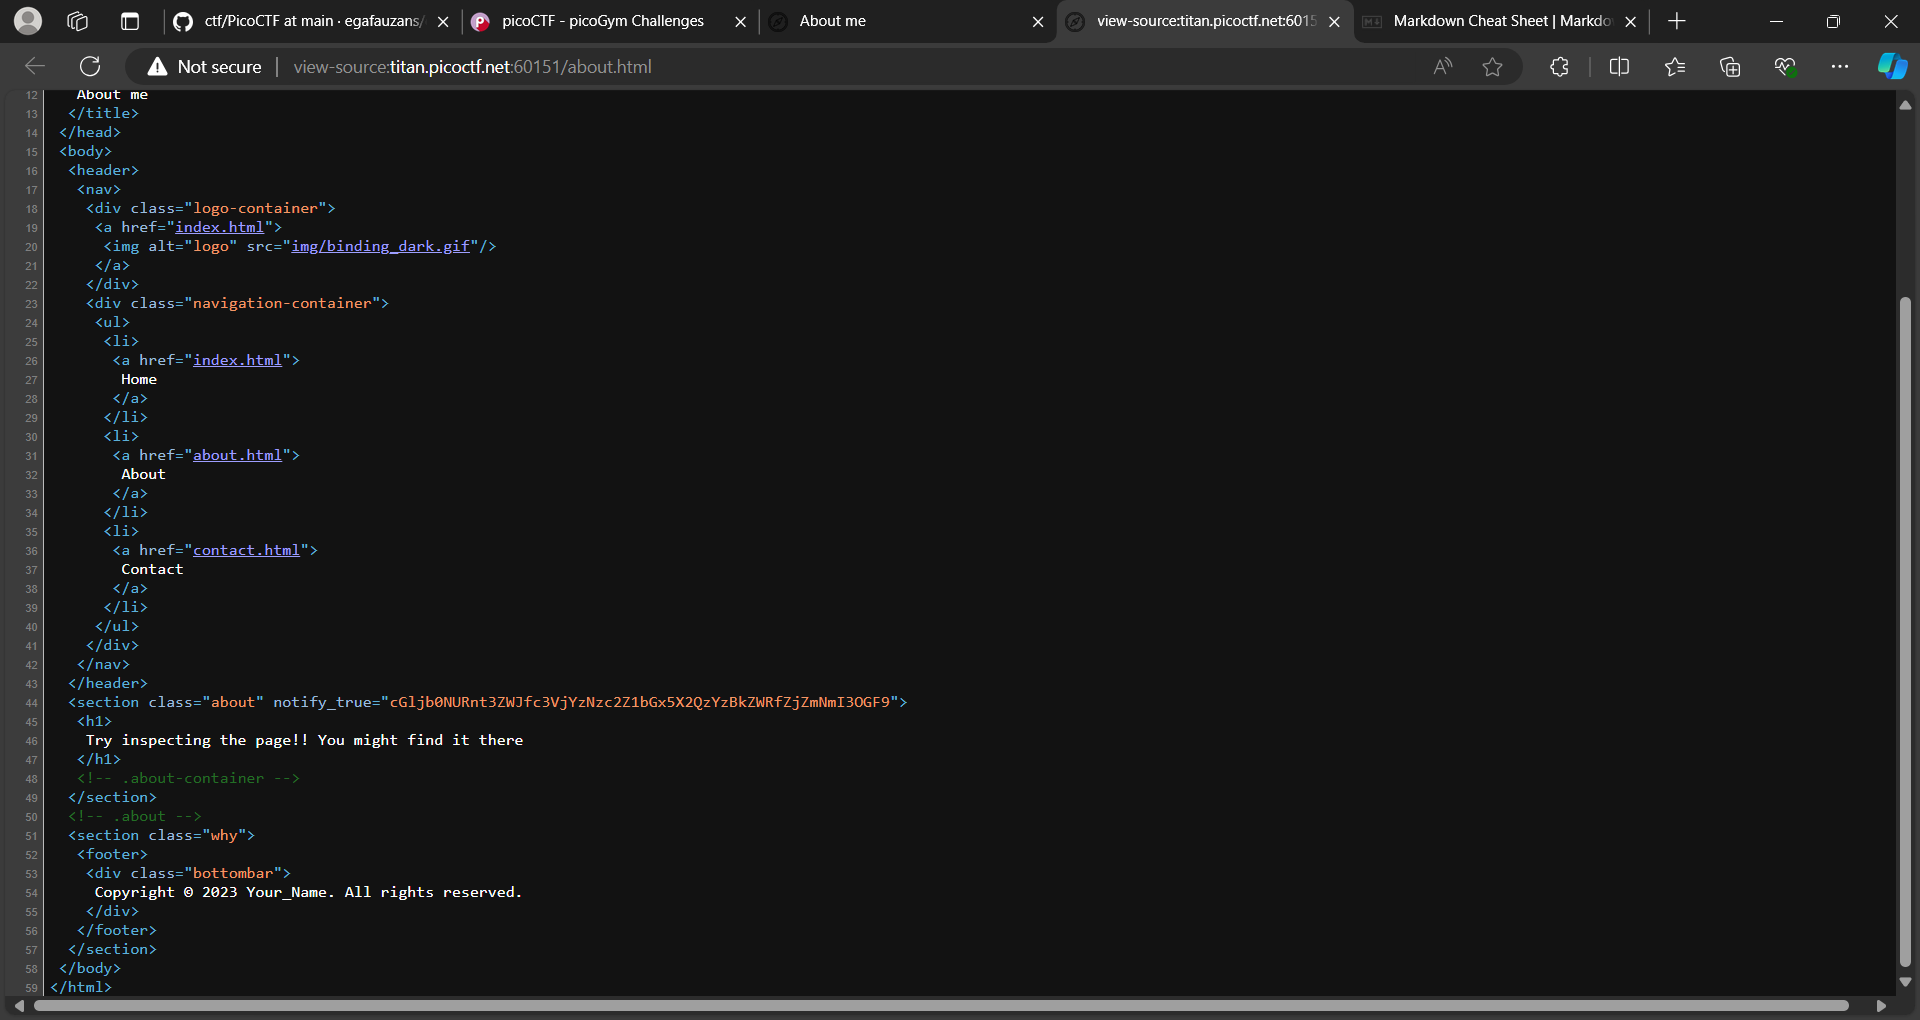 ctf/PicoCTF at main · egafauzans/
picoCTF - picoGym Challenges
About me
view-source:titan.picoctf.net:6015
Markdown Cheat Sheet | Markdo
Not secure
view-source:titan.picoctf.net:60151/about.html
12 About me
13 </title>
14 </head>
15 <body>
16 <header>
17 <nav>
18 <div class="logo-container">
19 <a href="index.html">
20 <img alt="logo" src="img/binding_dark.gif"/>
21 </a>
22 </div>
23 <div class="navigation-container">
24 <ul>
25 <li>
26 <a href="index.html">
27 Home
28 </a>
29 </li>
30 <li>
31 <a href="about.html">
32 About
33 </a>
34 </li>
35 <li>
36 <a href="contact.html">
37 Contact
38 </a>
39 </li>
40 </ul>
41 </div>
42 </nav>
43 </header>
44 <section class="about" notify_true="cGljb0NURnt3ZWJfc3VjYzNzc2Z1bGx5X2QzYzBkZWRfZjZmNmI3OGF9">
45 <h1>
46 Try inspecting the page!! You might find it there
47 </h1>
48 <!-- .about-container -->
49 </section>
50 <!-- .about -->
51 <section class="why">
52 <footer>
53 <div class="bottombar">
54 Copyright © 2023 Your_Name. All rights reserved.
55 </div>
56 </footer>
57 </section>
58 </body>
59 </html>